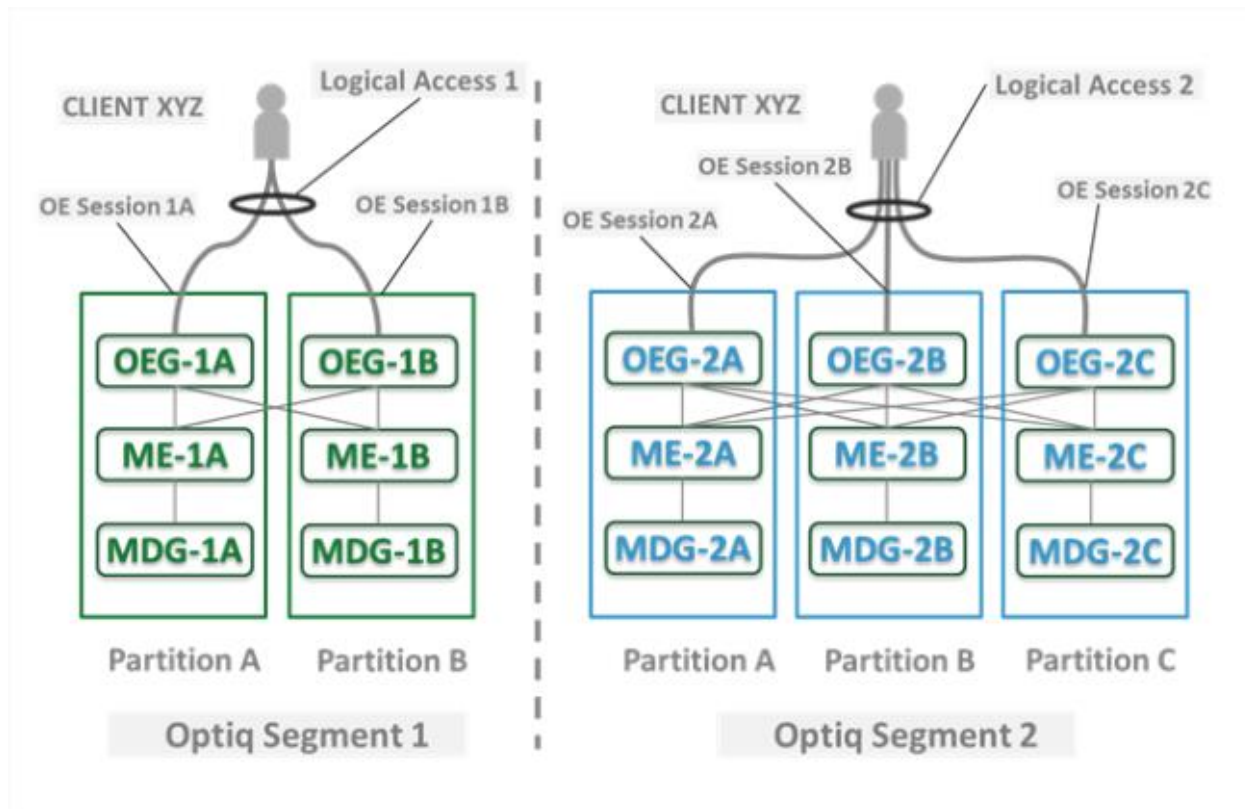 Logical Access 1
CLIENT XYZ
OE Session 1A
OE Session 1B
OEG-1A
OEG-1B
ME-1A
ME-1B
MDG-1A
MDG-1B
Partition A
Partition B
Optiq Segment 1
CLIENT XYZ
Logical Access 2
OE Session 2B
OE Session 2C
OE Session 2A
OEG-2A
OEG-2B
OEG-2C
ME-2A
ME-2B
ME-2C
MDG-2A
MDG-2B
MDG-2C
Partition A
Partition B
Partition C
Optiq Segment 2